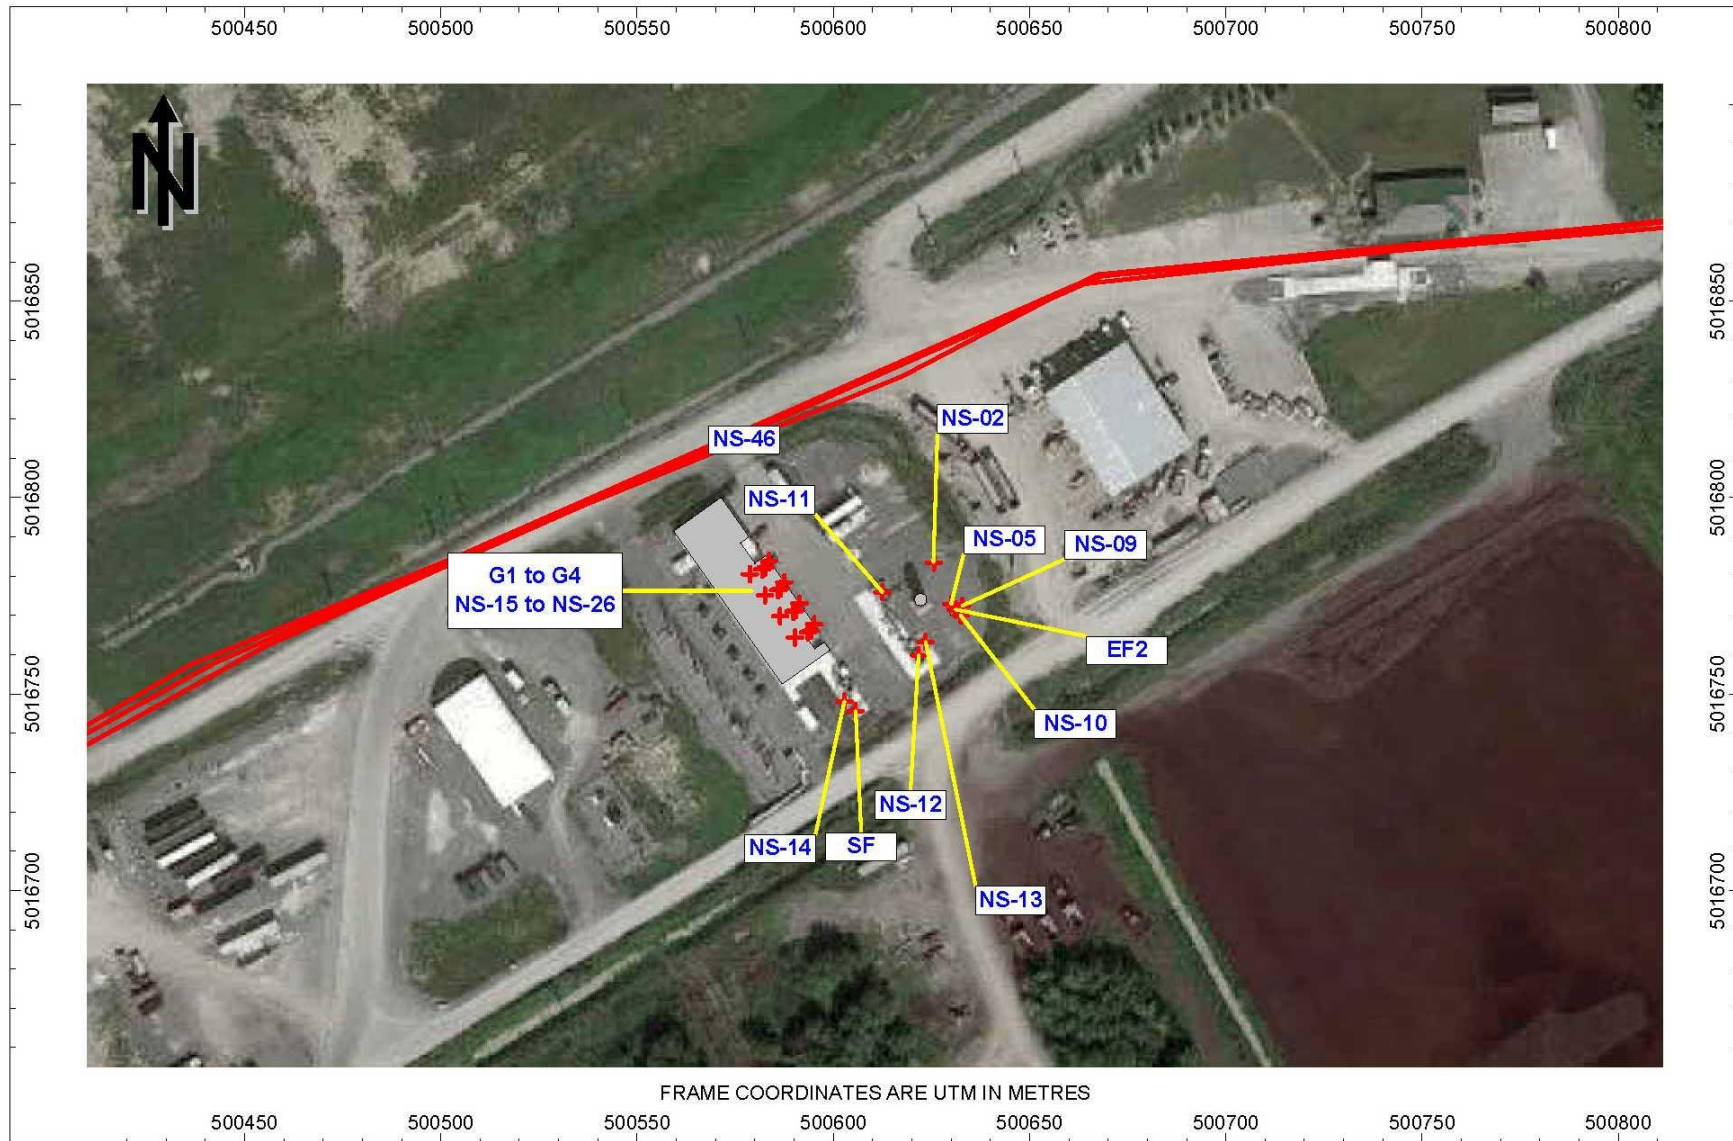 500450 500500 500550 500600 500650 500700 500750 500800
N
5016850 5016850
NS-02
NS-46
5016800 5016800
NS-11
NS-05
NS-09
G1 to G4
NS-15 to NS-26
EF2
5016750 5016750
NS-10
NS-12
NS-14 SF
NS-13
5016700 5016700
FRAME COORDINATES ARE UTM IN METRES
500450 500500 500550 500600 500650 500700 500750 500800